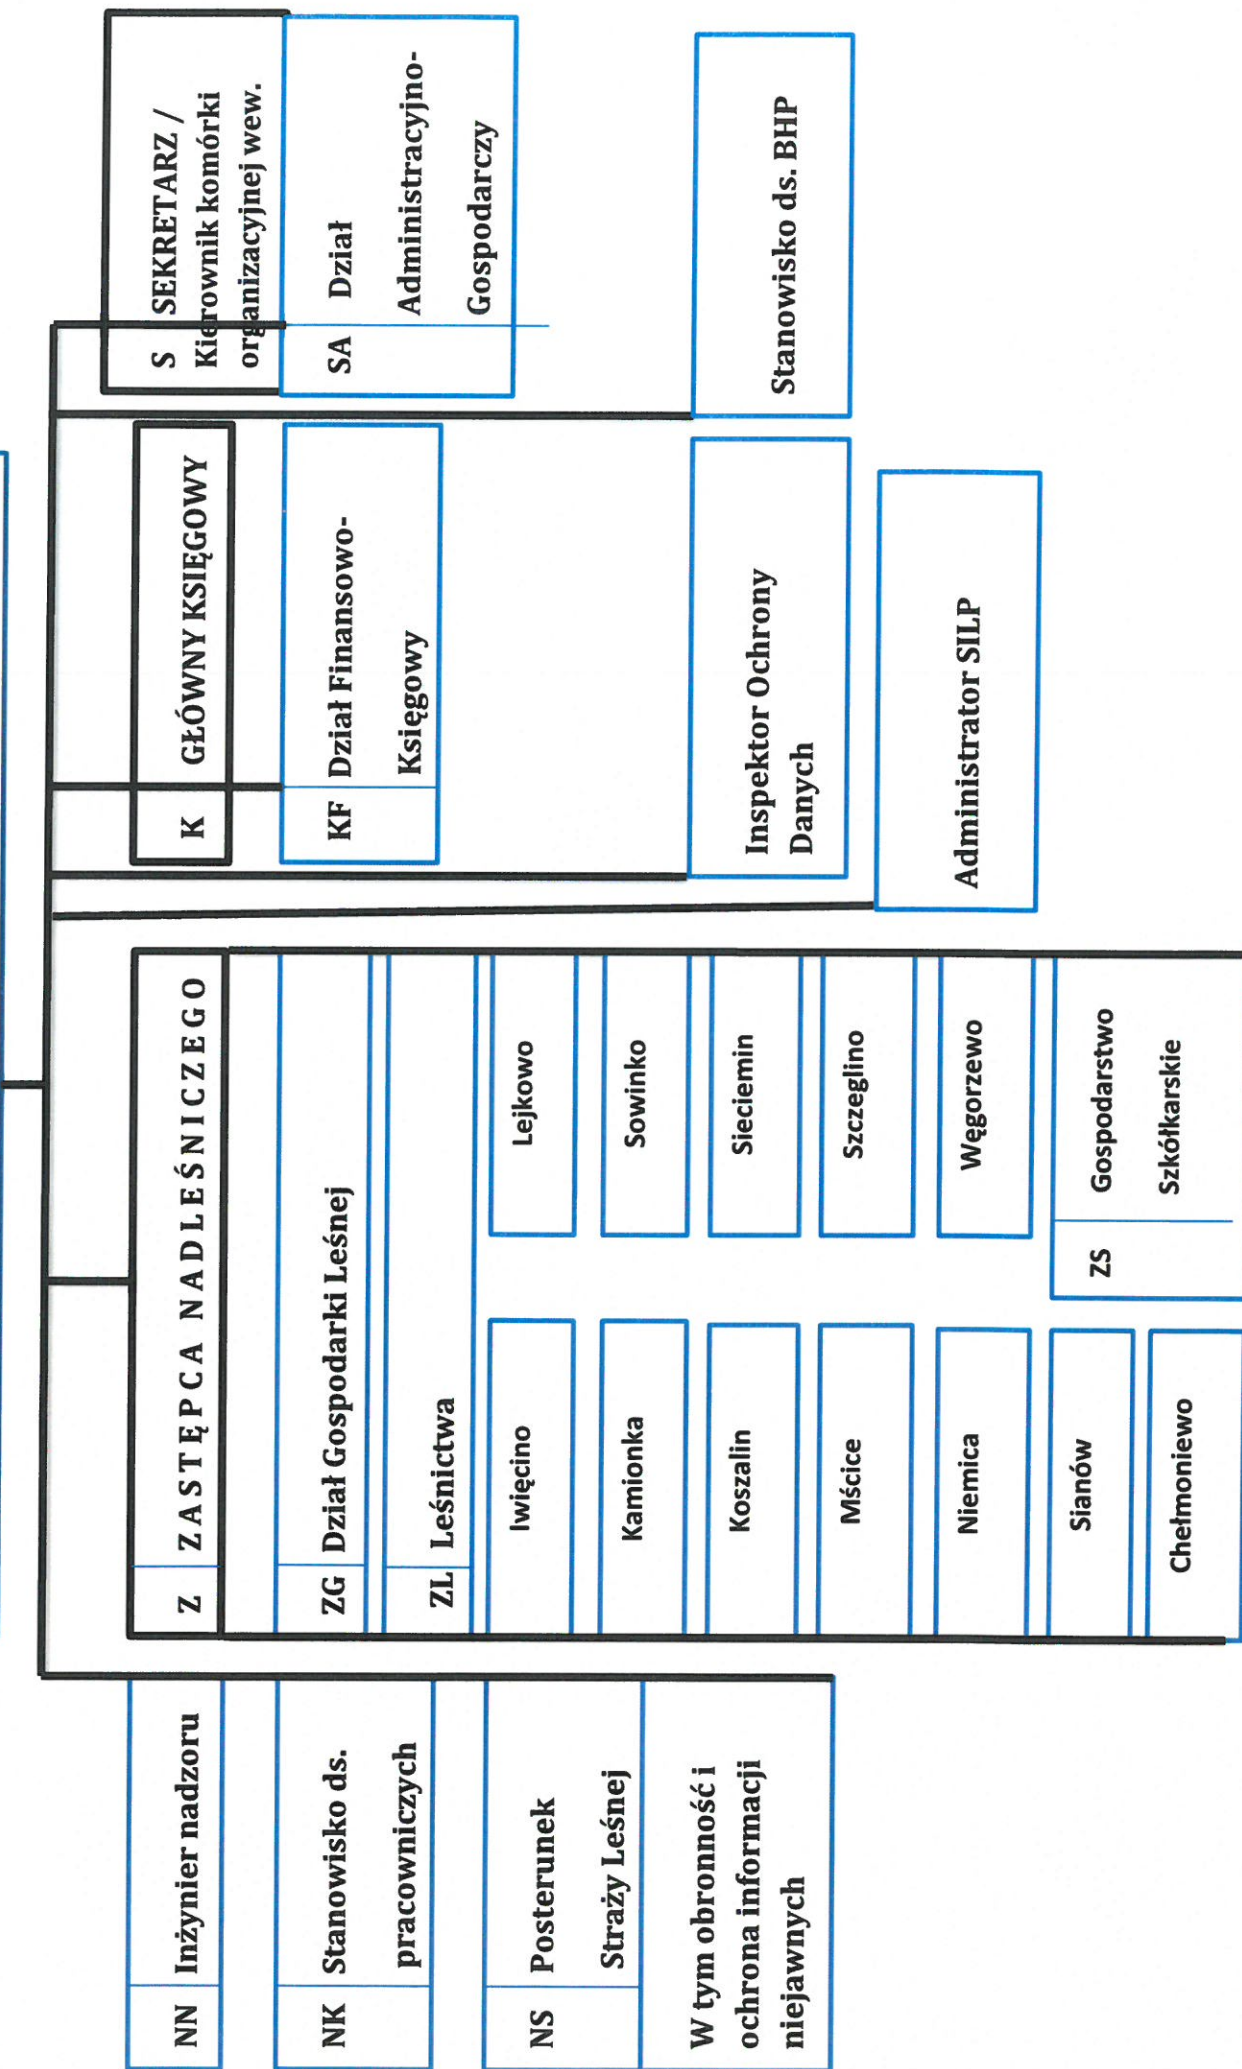 NN Inżynier nadzoru
NK Stanowisko ds.
pracowniczych
NS Posterunek
Straży Leśnej
W tym obronność i
ochrona informacji
niejawnych
Z ZASTĘPCA NADLEŚNICZEGO
ZG Dział Gospodarki Leśnej
ZL Leśnictwa
Iwięcino
Lejkowo
Kamionka
Sowinko
Koszalin
Sieciemin
Mścice
Szczeglino
Niemica
Węgorzewo
Sianów
Chełmoniewo
ZS Gospodarstwo
Szkółkarskie
K GŁÓWNY KSIĘGOWY
KF Dział Finansowo-
Księgowy
Inspektor Ochrony
Danych
Administrator SILP
S SEKRETARZ /
Kierownik komórki
organizacyjnej wew.
SA Dział
Administracyjno-
Gospodarczy
Stanowisko ds. BHP